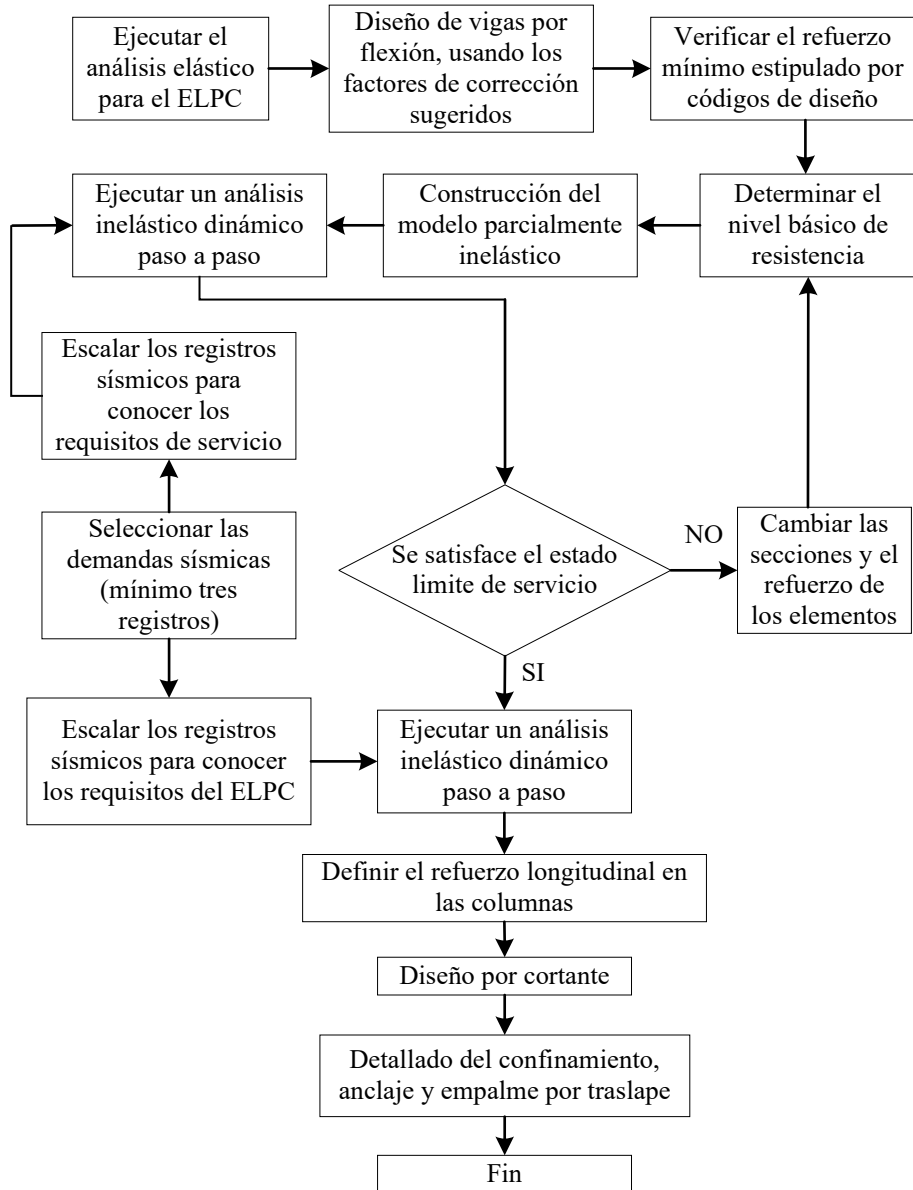 Ejecutar el
análisis elástico
para el ELPC
Diseño de vigas por
flexión, usando los
factores de corrección
sugeridos
Verificar el refuerzo
mínimo estipulado por
códigos de diseño
Ejecutar un análisis
inelástico dinámico
paso a paso
Construcción del
modelo parcialmente
inelástico
Determinar el
nivel básico de
resistencia
Escalar los registros
sísmicos para
conocer los
requisitos de servicio
Seleccionar las
demandas sísmicas
(mínimo tres
registros)
Se satisface el estado
limite de servicio
NO
Cambiar las
secciones y el
refuerzo de
los elementos
SI
Escalar los registros
sísmicos para conocer
los requisitos del ELPC
Ejecutar un análisis
inelástico dinámico
paso a paso
Definir el refuerzo longitudinal en
las columnas
Diseño por cortante
Detallado del confinamiento,
anclaje y empalme por traslape
Fin